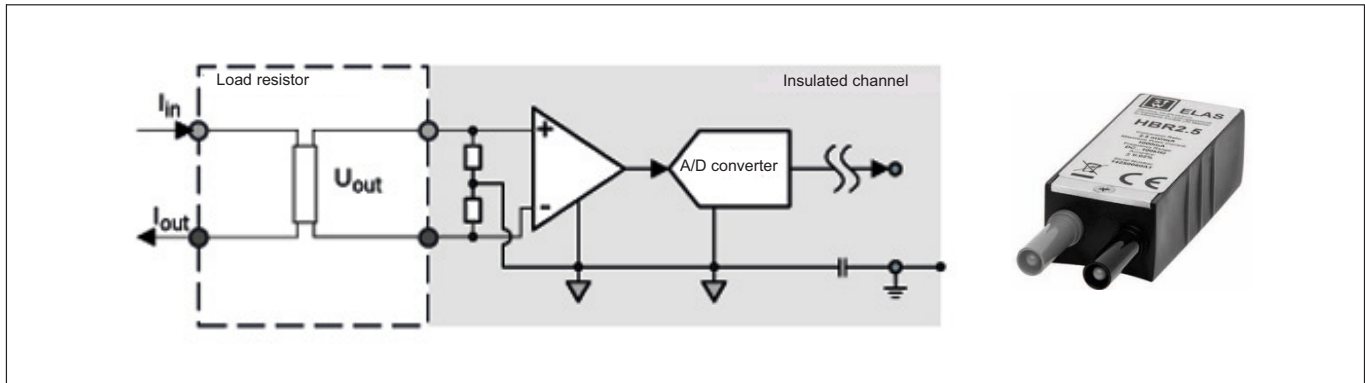 Load resistor
Insulated channel
Iin
+
Uout
A/D converter
-
Iout
ELAS
HBR2.5
CE